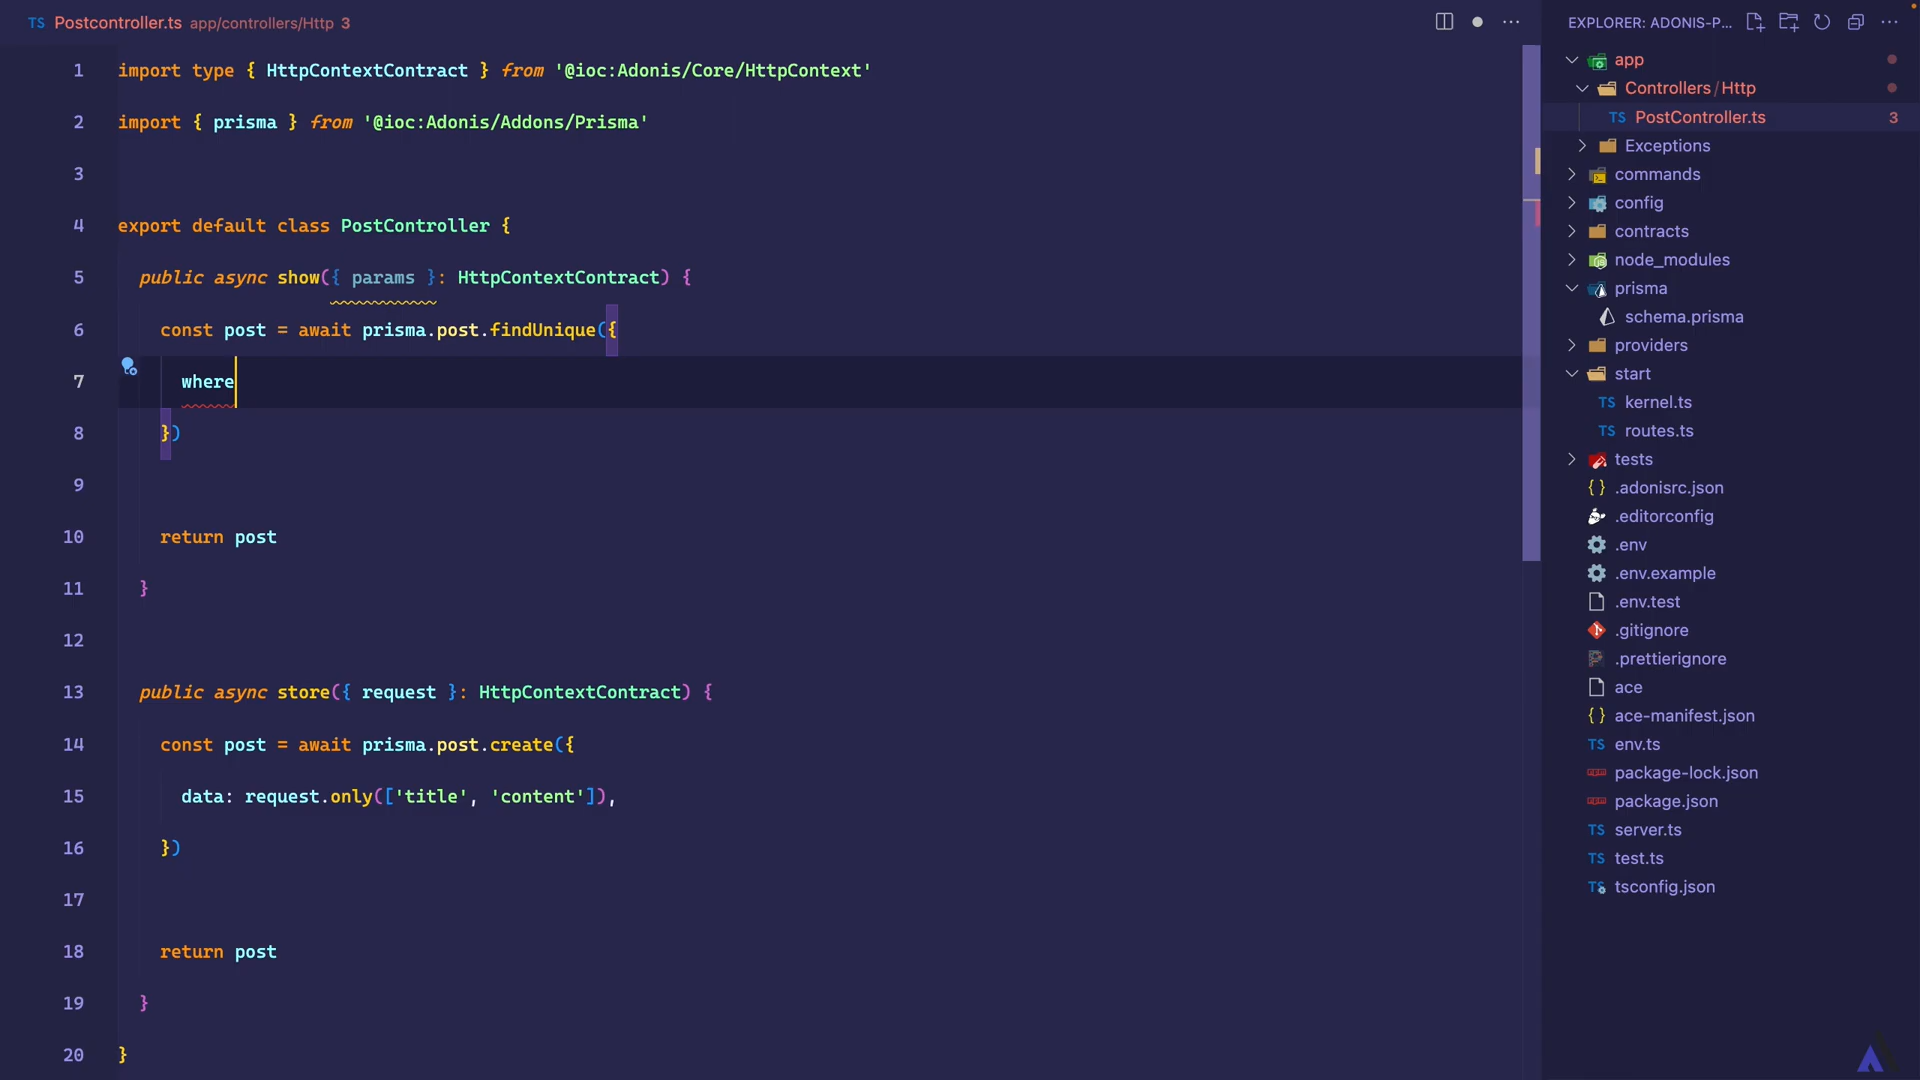 TS Postcontroller.ts app/controllers/Http 3
1 import type { HttpContextContract } from '@ioc:Adonis/Core/HttpContext'
2 import { prisma } from '@ioc:Adonis/Addons/Prisma'
3
4 export default class PostController {
5 public async show({ params }: HttpContextContract) {
6 const post = await prisma.post.findUnique({
7 where
8 })
9
10 return post
11 }
12
13 public async store({ request }: HttpContextContract) {
14 const post = await prisma.post.create({
15 data: request.only(['title', 'content']),
16 })
17
18 return post
19 }
20 }
EXPLORER: ADONIS-P...
app
Controllers/Http
TS PostController.ts 3
Exceptions
commands
config
contracts
node_modules
prisma
schema.prisma
providers
start
TS kernel.ts
TS routes.ts
tests
{ } .adonisrc.json
.editorconfig
.env
.env.example
.env.test
.gitignore
.prettierignore
ace
{ } ace-manifest.json
TS env.ts
package-lock.json
package.json
TS server.ts
TS test.ts
TS tsconfig.json